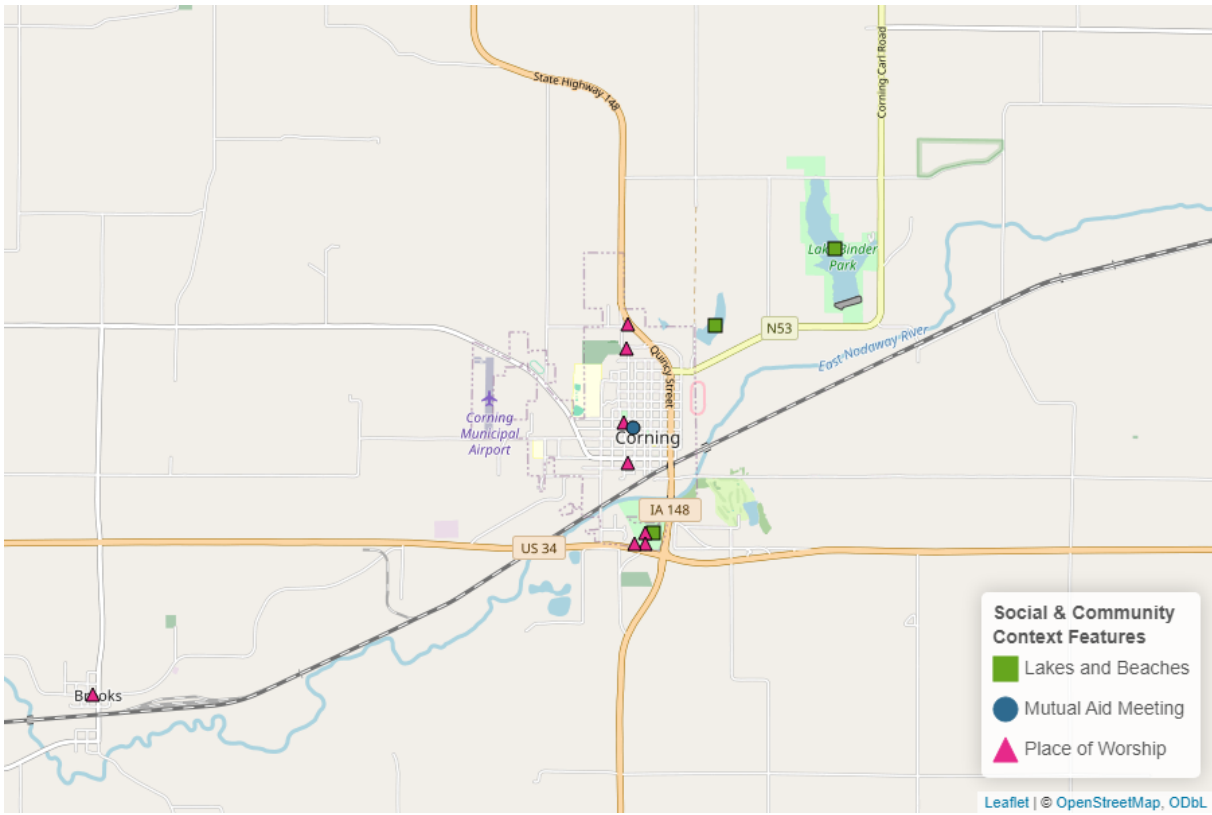 State Highway 148
Corning Carl Road
Lake Binder
Park
N53
East Nodaway River
Quincy Street
Corning
Municipal
Airport
Corning
IA 148
US 34
Brooks
Social & Community
Context Features
Lakes and Beaches
Mutual Aid Meeting
Place of Worship
Leaflet | © OpenStreetMap, ODbL